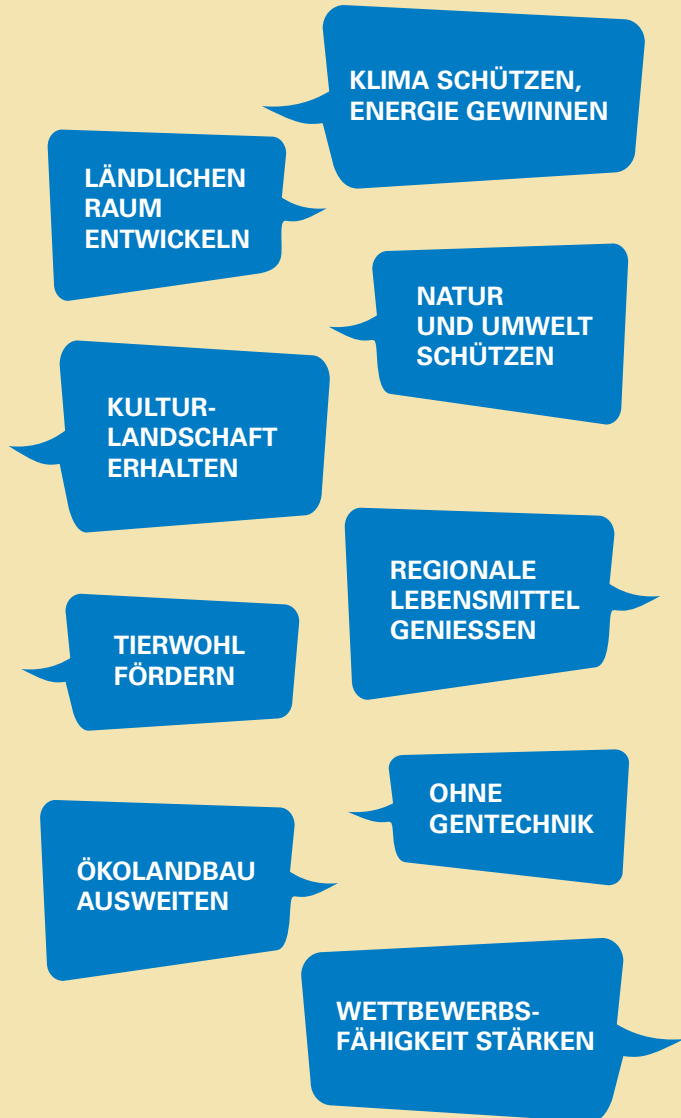 KLIMA SCHÜTZEN,
ENERGIE GEWINNEN
LÄNDLICHEN
RAUM
ENTWICKELN
NATUR
UND UMWELT
SCHÜTZEN
KULTUR-
LANDSCHAFT
ERHALTEN
REGIONALE
LEBENSMITTEL
GENIESSEN
TIERWOHL
FÖRDERN
OHNE
GENTECHNIK
ÖKOLANDBAU
AUSWEITEN
WETTBEWERBS-
FÄHIGKEIT STÄRKEN